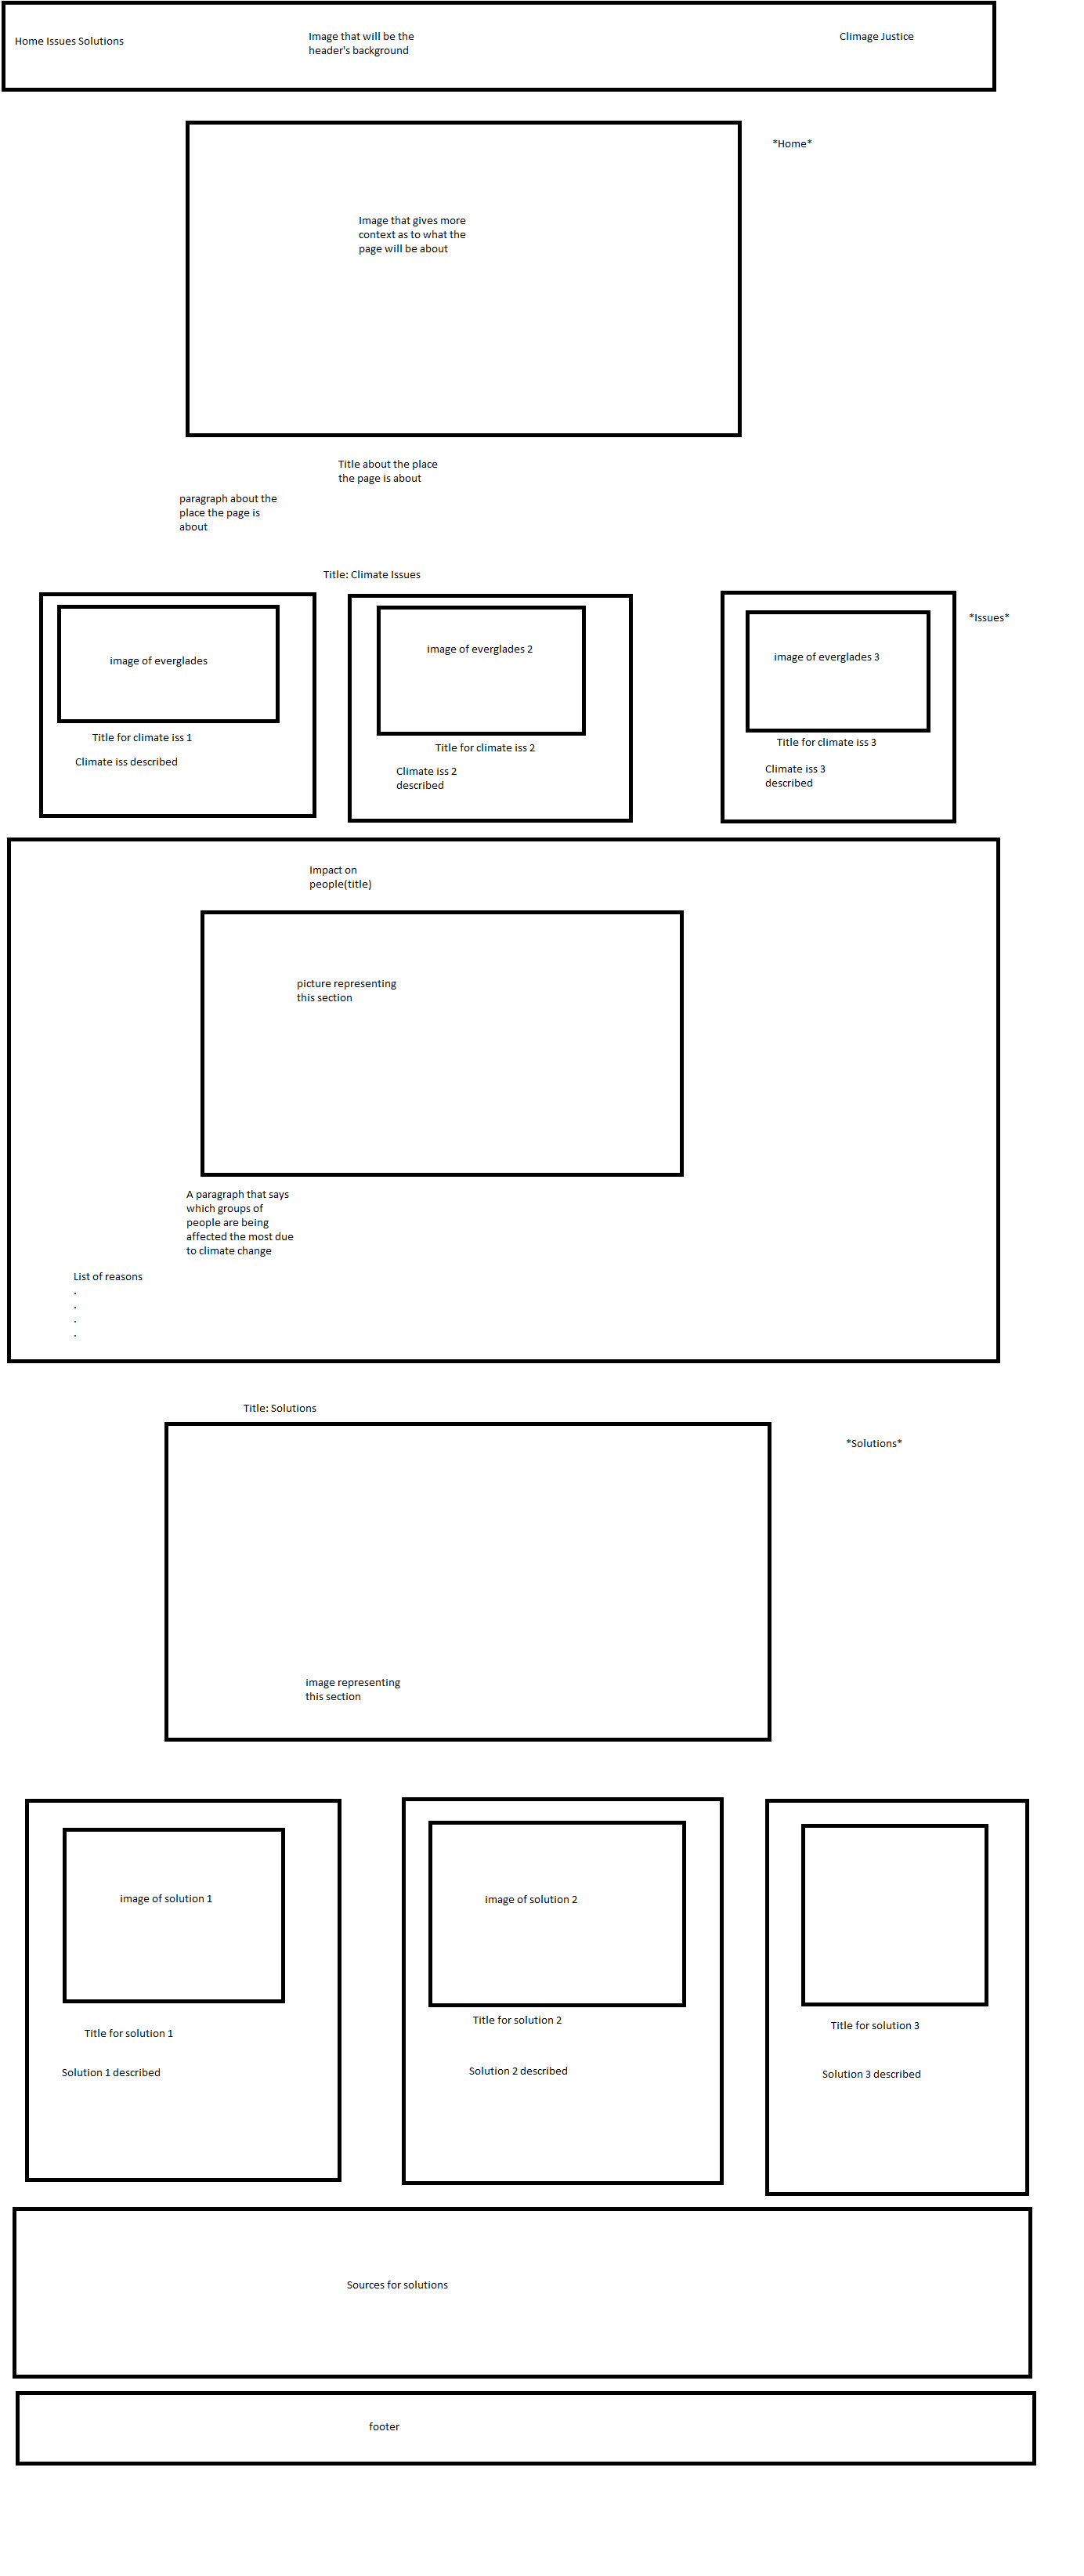 Home Issues Solutions
Image that will be the
header's background
Climage Justice
*Home*
Image that gives more
context as to what the
page will be about
Title about the place
the page is about
paragraph about the
place the page is
about
Title: Climate Issues
*Issues*
image of everglades
Title for climate iss 1
Climate iss described
image of everglades 2
Title for climate iss 2
Climate iss 2
described
image of everglades 3
Title for climate iss 3
Climate iss 3
described
Impact on
people(title)
picture representing
this section
A paragraph that says
which groups of
people are being
affected the most due
to climate change
List of reasons
.
.
.
.
Title: Solutions
*Solutions*
image representing
this section
image of solution 1
Title for solution 1
Solution 1 described
image of solution 2
Title for solution 2
Solution 2 described
Title for solution 3
Solution 3 described
Sources for solutions
footer